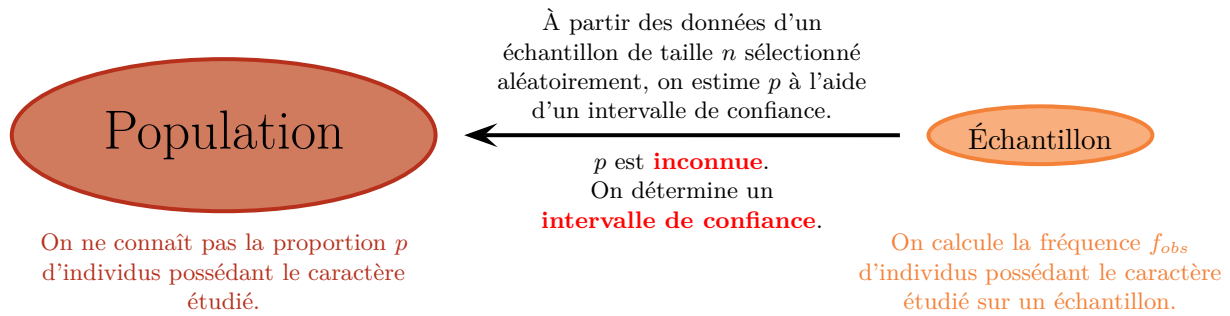 À partir des données d'un
échantillon de taille n sélectionné
aléatoirement, on estime p à l'aide
d'un intervalle de confiance.
Population
Échantillon
p est inconnue.
On détermine un
intervalle de confiance.
On ne connaît pas la proportion p
d'individus possédant le caractère
étudié.
On calcule la fréquence f_{obs}
d'individus possédant le caractère
étudié sur un échantillon.